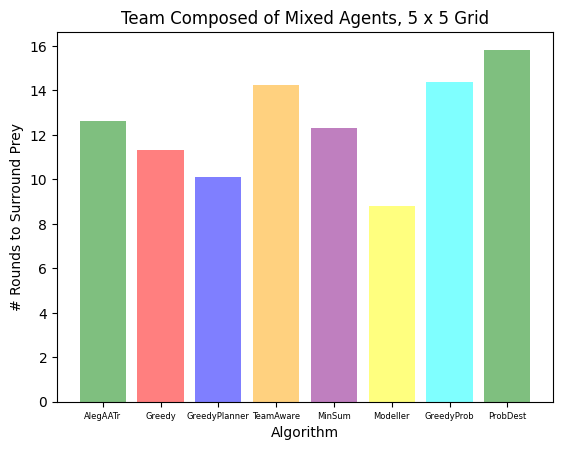 Team Composed of Mixed Agents, 5 x 5 Grid
# Rounds to Surround Prey
16
14
12
10
8
6
4
2
0
AlegAATr Greedy GreedyPlanner TeamAware MinSum Modeller GreedyProb ProbDest
Algorithm